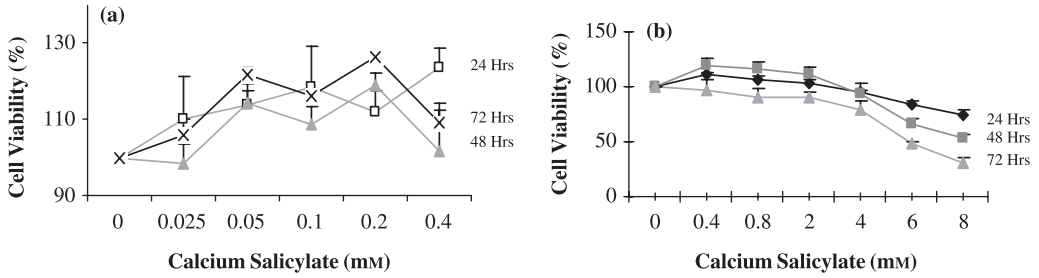 (a)
Cell Viability (%)
130
110
90
0 0.025 0.05 0.1 0.2 0.4
Calcium Salicylate (mM)
24 Hrs
72 Hrs
48 Hrs
(b)
Cell Viability (%)
150
100
50
0
0 0.4 0.8 2 4 6 8
Calcium Salicylate (mM)
24 Hrs
48 Hrs
72 Hrs